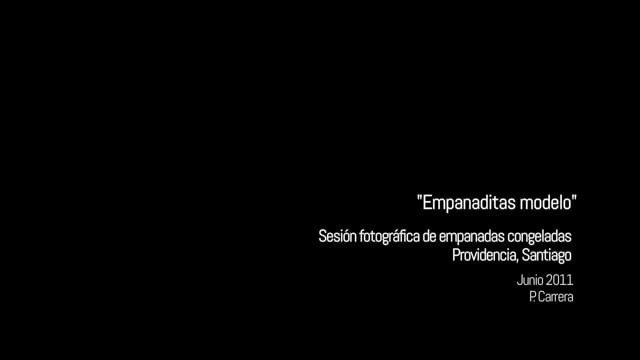 "Empanaditas modelo"
Sesión fotográfica de empanadas congeladas
Providencia, Santiago
Junio 2011
P. Carrera